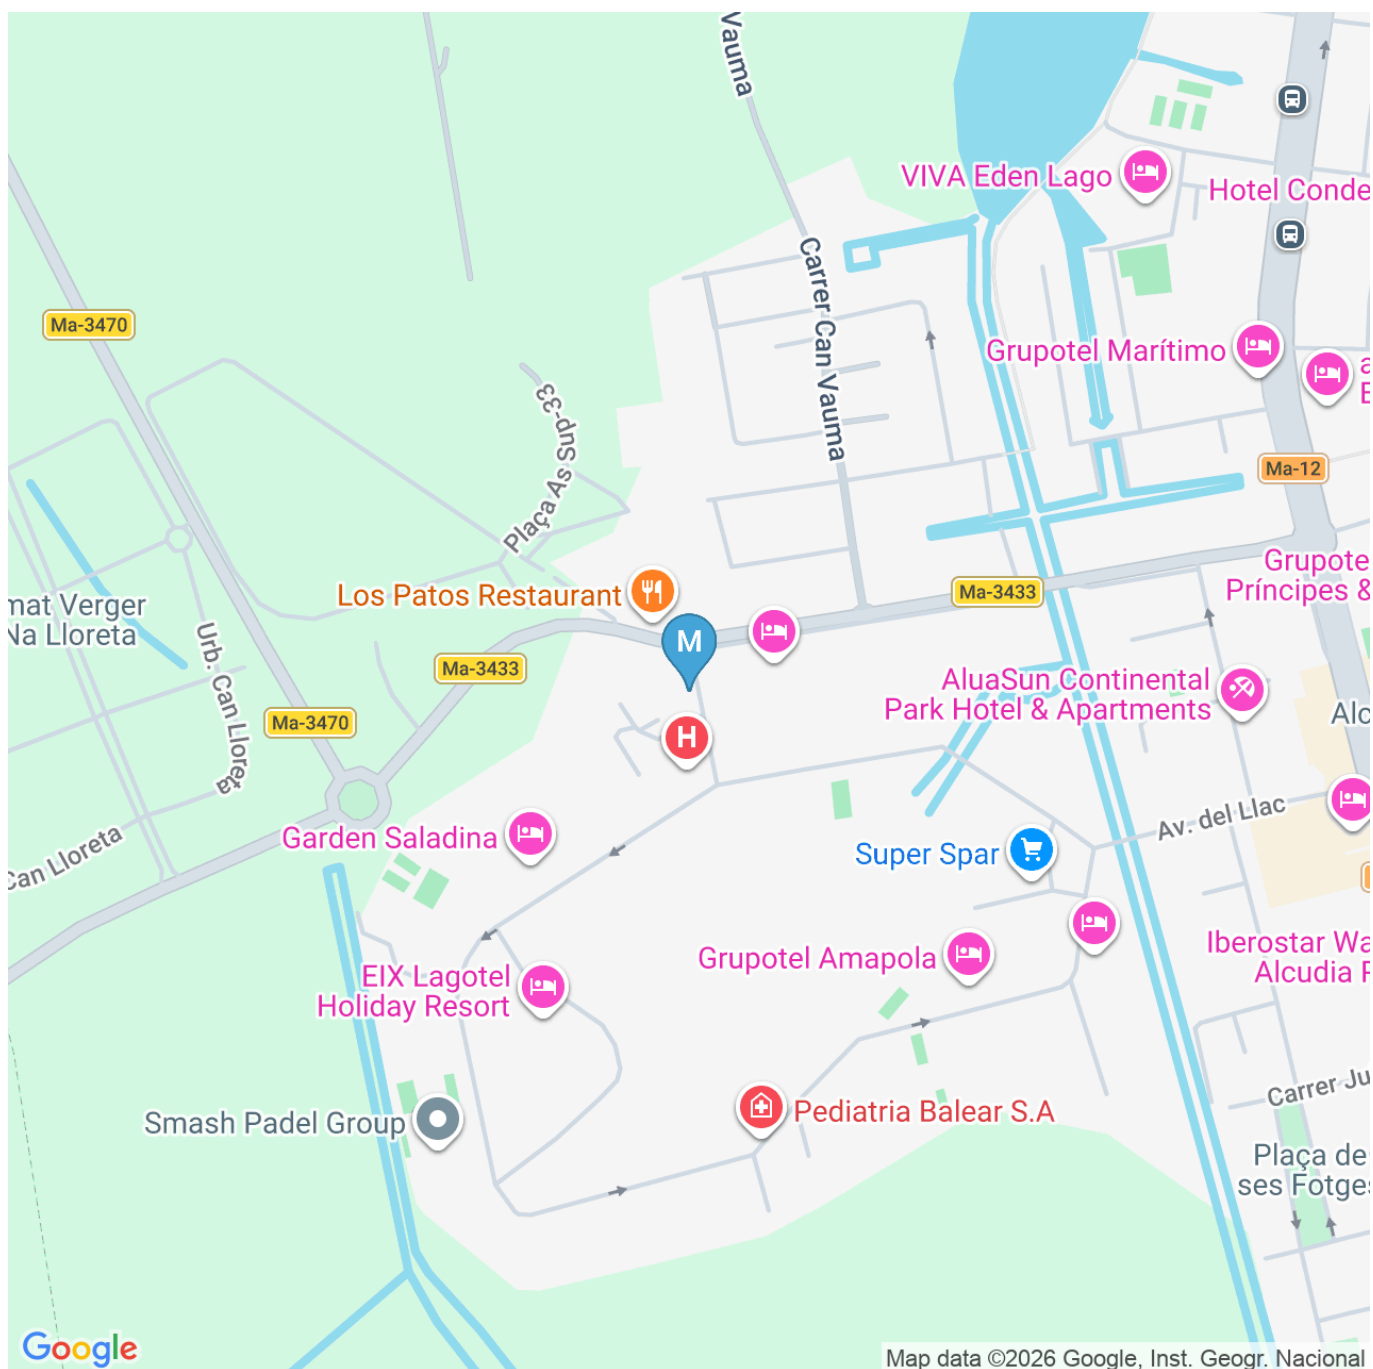 Vauma
VIVA Eden Lago
Hotel Conde
Carrer Can Vauma
Ma-3470
Grupotel Marítimo
a
E
Plaça As Sup-33
Ma-12
Ma-3433
Grupote
Príncipes &
Los Patos Restaurant
mat Verger
Na Lloreta
M
Urb. Can Lloreta
Ma-3433
AluaSun Continental
Park Hotel & Apartments
Alc
Ma-3470
H
Av. del Llac
Garden Saladina
Can Lloreta
Super Spar
Grupotel Amapola
Iberostar Wa
Alcudia P
EIX Lagotel
Holiday Resort
Carrer Ju
Smash Padel Group
Pediatria Balear S.A
Plaça de
ses Fotges
Google
Map data ©2026 Google, Inst. Geogr. Nacional